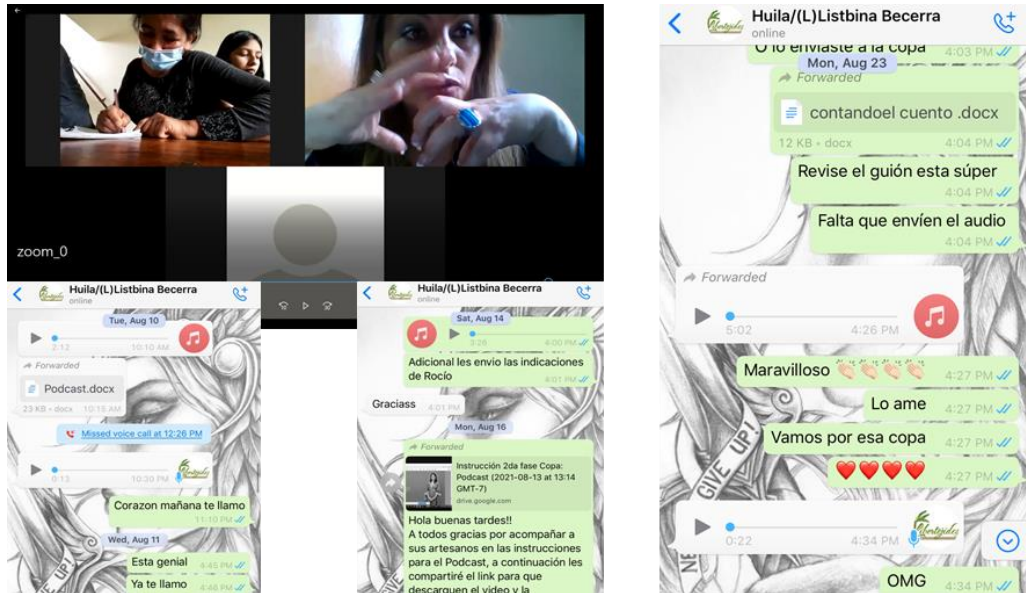 zoom_0
Huila/(L)Listbina Becerra
online
Tue, Aug 10
2:12 10:10 AM
Forwarded
Podcast.docx
23 KB • docx 10:15 AM
Missed voice call at 12:26 PM
0:13 10:30 PM
Corazon mañana te llamo
11:10 PM
Wed, Aug 11
Esta genial 4:45 PM
Ya te llamo 4:46 PM
Huila/(L)Listbina Becerra
online
Sat, Aug 14
3:26 4:00 PM
Adicional les envio las indicaciones
de Rocío 4:01 PM
Graciass 4:01 PM
Mon, Aug 16
Forwarded
Instrucción 2da fase Copa:
Podcast (2021-08-13 at 13:14
GMT-7)
drive.google.com
Hola buenas tardes!!
A todos gracias por acompañar a
sus artesanos en las instrucciones
para el Podcast, a continuación les
compartiré el link para que
descarguen el video y la
Huila/(L)Listbina Becerra
online
O lo enviaste a la copa 4:03 PM
Mon, Aug 23
Forwarded
contandoel cuento .docx
12 KB • docx 4:04 PM
Revise el guión esta súper
4:04 PM
Falta que envíen el audio
4:04 PM
Forwarded
5:02 4:26 PM
Maravilloso 👏🏻👏🏻👏🏻👏🏻 4:27 PM
Lo ame 4:27 PM
Vamos por esa copa 4:27 PM
❤️❤️❤️❤️ 4:27 PM
GIVE UP!
0:22 4:34 PM
OMG 4:34 PM